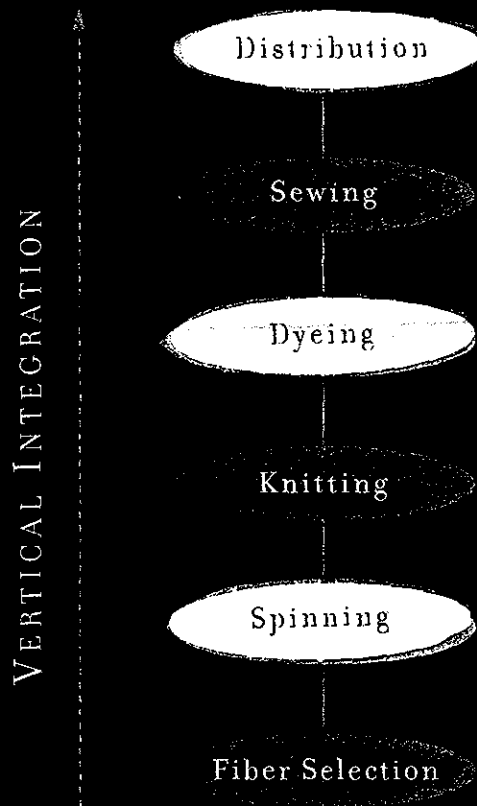 Distribution
Sewing
Dyeing
Knitting
Spinning
Fiber Selection
VERTICAL INTEGRATION